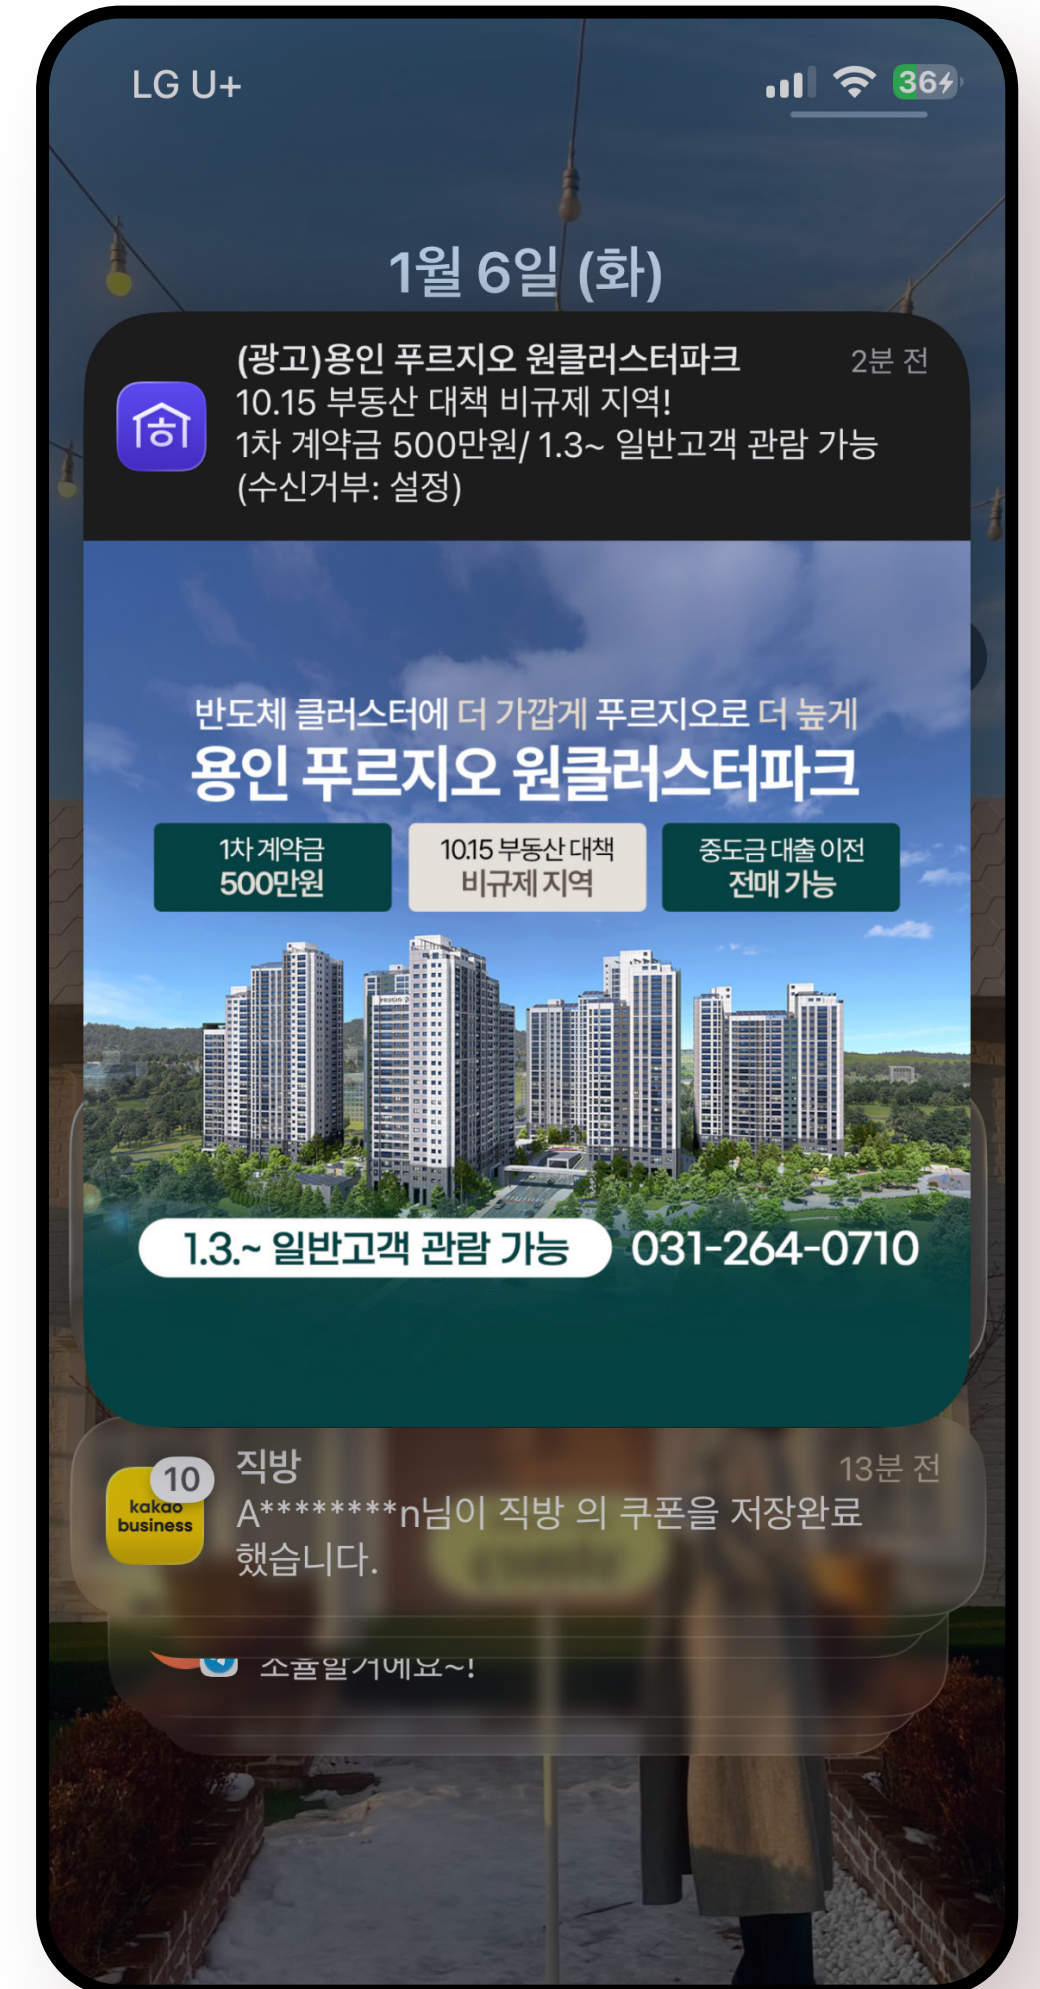 LG U+
36
1월 6일 (화)
(광고)용인 푸르지오 원클러스터파크
2분 전
10.15 부동산 대책 비규제 지역!
1차 계약금 500만원/ 1.3~ 일반고객 관람 가능
(수신거부: 설정)
반도체 클러스터에 더 가깝게 푸르지오로 더 높게
용인 푸르지오 원클러스터파크
1차 계약금
500만원
10.15 부동산 대책
비규제 지역
중도금 대출 이전
전매 가능
1.3.~ 일반고객 관람 가능
031-264-0710
10
kakao
business
직방
13분 전
A********n님이 직방 의 쿠폰을 저장완료
했습니다.